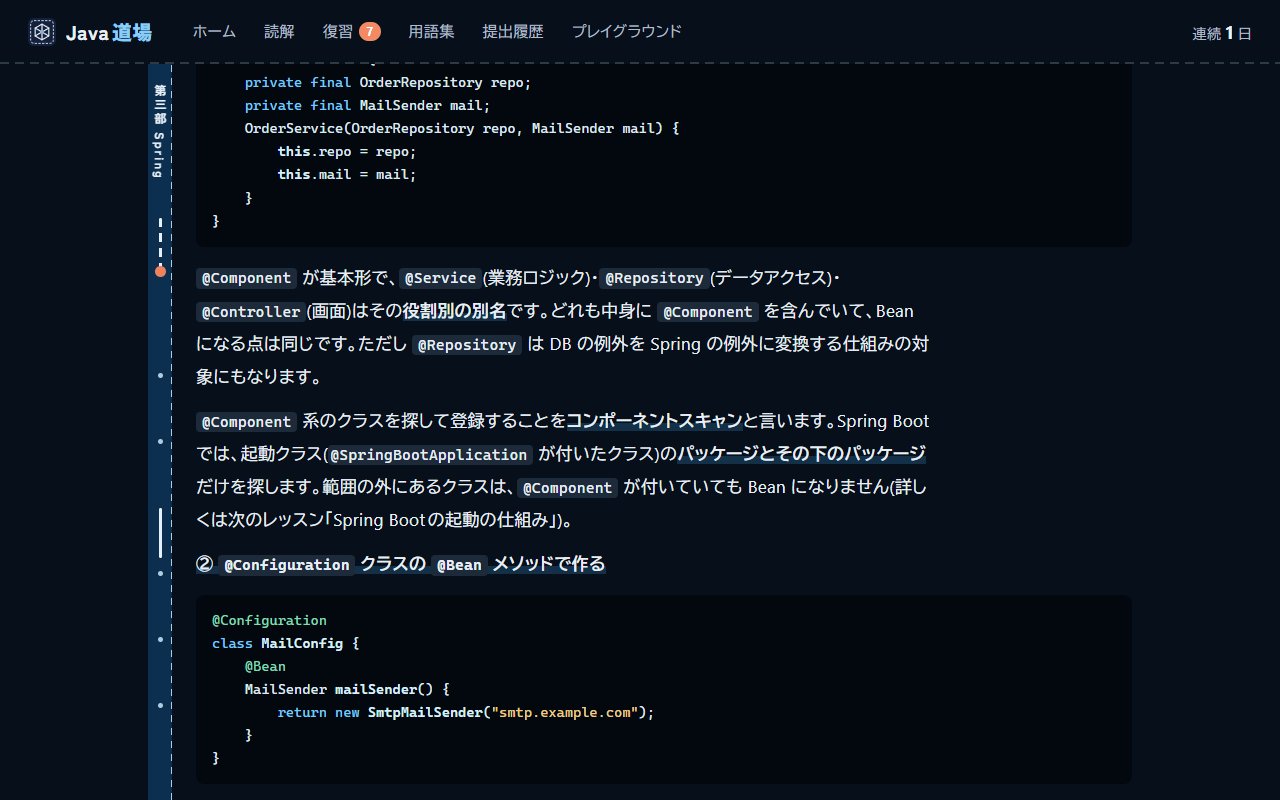 Java道場 ホーム 読解 復習 7 用語集 提出履歴 プレイグラウンド 連続 1 日
第三部 Spring
private final OrderRepository repo;
private final MailSender mail;
OrderService(OrderRepository repo, MailSender mail) {
this.repo = repo;
this.mail = mail;
}
}
@Component が基本形で、@Service(業務ロジック)・@Repository(データアクセス)・
@Controller(画面)はその役割別の別名です。どれも中身に @Component を含んでいて、Bean
になる点は同じです。ただし @Repository は DB の例外を Spring の例外に変換する仕組みの対
象にもなります。
@Component 系のクラスを探して登録することをコンポーネントスキャンと言います。Spring Boot
では、起動クラス(@SpringBootApplication が付いたクラス)のパッケージとその下のパッケージ
だけを探します。範囲の外にあるクラスは、@Component が付いていても Bean になりません(詳し
くは次のレッスン「Spring Bootの起動の仕組み」)。
② @Configuration クラスの @Bean メソッドで作る
@Configuration
class MailConfig {
@Bean
MailSender mailSender() {
return new SmtpMailSender("smtp.example.com");
}
}